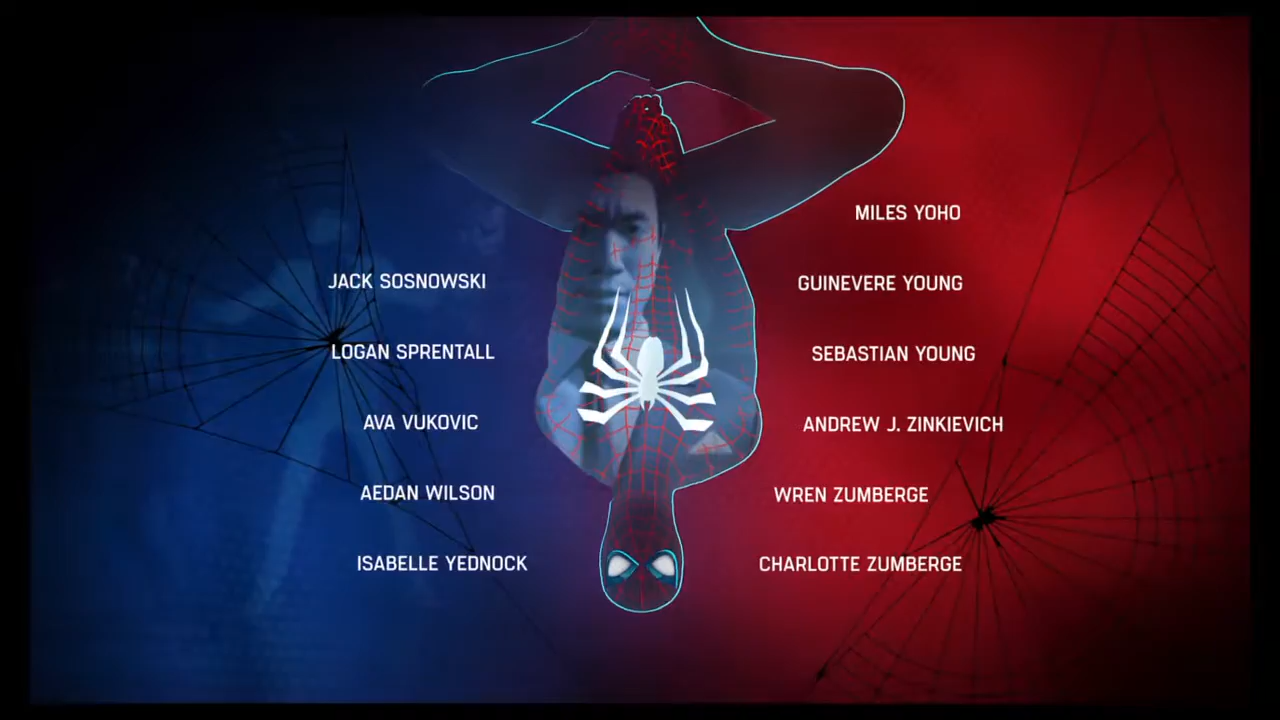 JACK SOSNOWSKI
LOGAN SPRENTALL
AVA VUKOVIC
AEDAN WILSON
ISABELLE YEDNOCK
MILES YOHO
GUINEVERE YOUNG
SEBASTIAN YOUNG
ANDREW J. ZINKIEVICH
WREN ZUMBERGE
CHARLOTTE ZUMBERGE